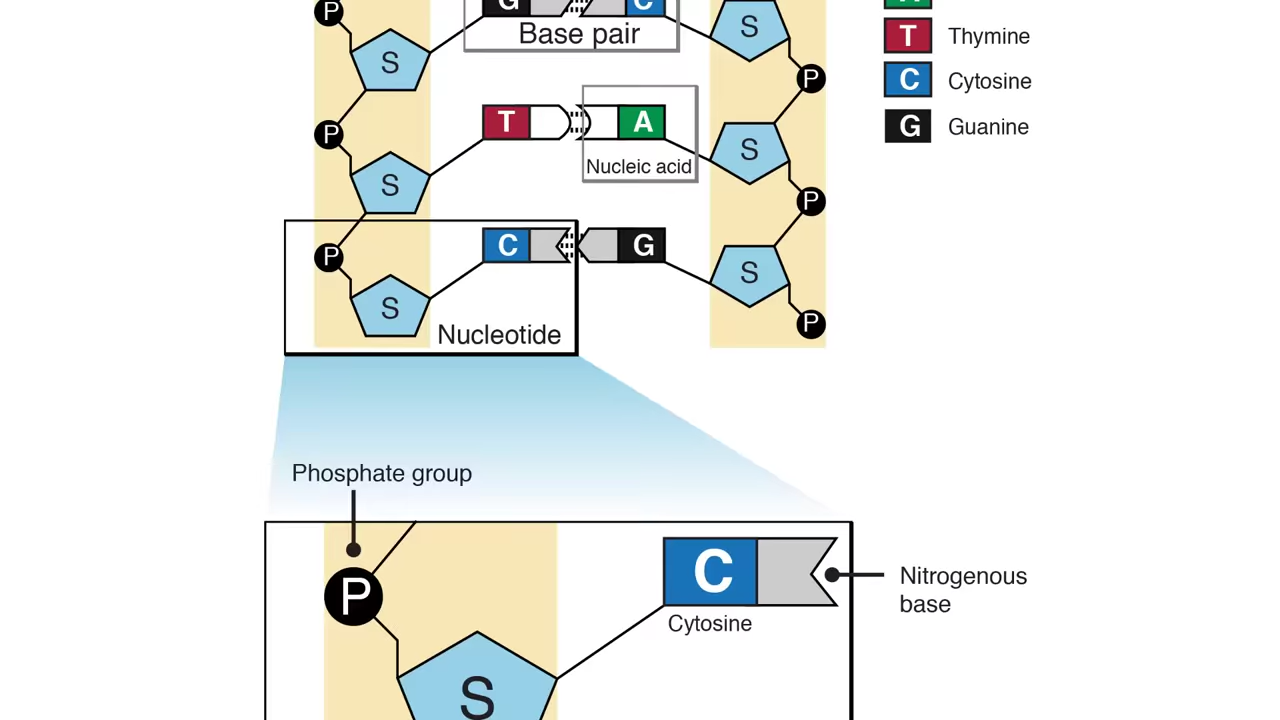 P
G
C
Base pair
S
S
A
T
Thymine
P
C
Cytosine
P
T
A
S
G
Guanine
Nucleic acid
S
P
P
C
G
S
S
P
Nucleotide
Phosphate group
P
C
Nitrogenous
base
Cytosine
S